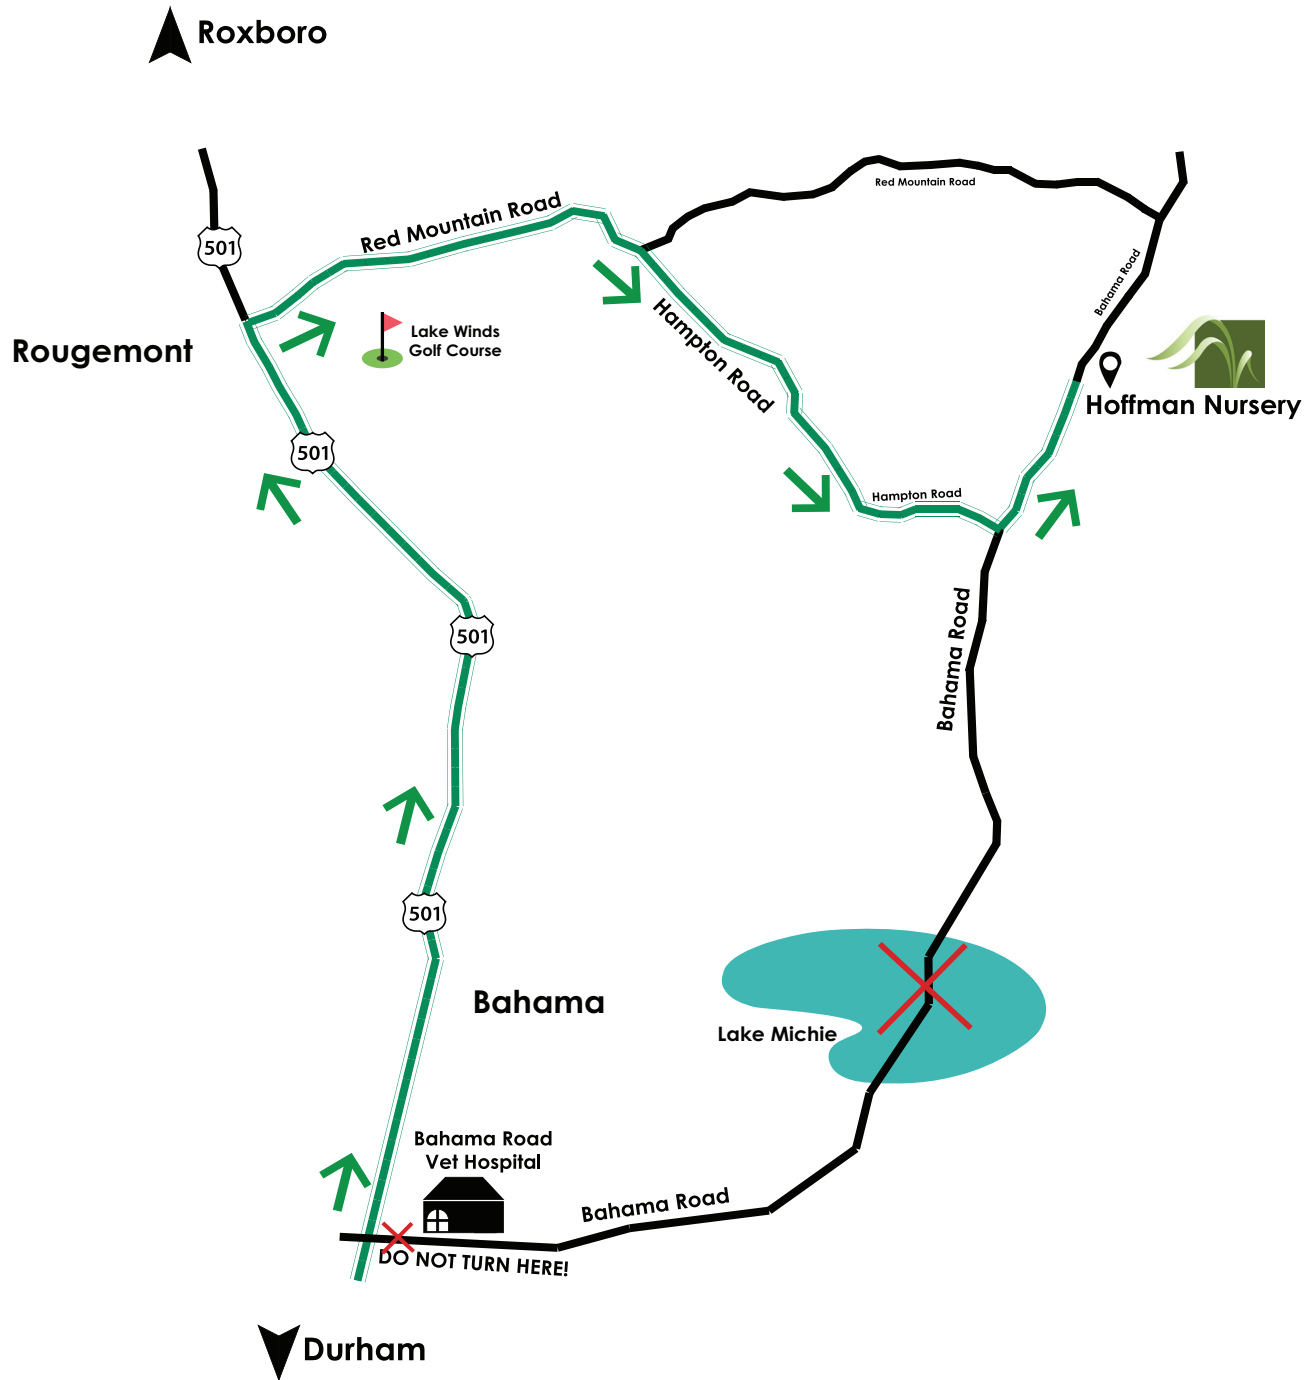 Roxboro
Red Mountain Road
Red Mountain Road
501
Bahama Road
Lake Winds
Golf Course
Rougemont
Hampton Road
Hoffman Nursery
501
Hampton Road
501
Bahama Road
501
Bahama
Lake Michie
Bahama Road
Vet Hospital
Bahama Road
DO NOT TURN HERE!
Durham